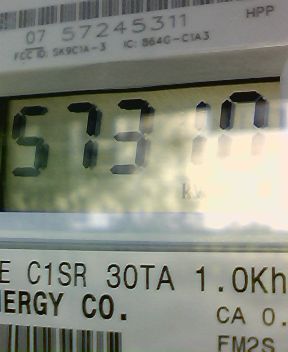 HPP
07 57245311
FCC ID: SK9C1A-3 IC: 864G-C1A3
5731
E C1SR 30TA 1.0Kh
ERGY CO.
CA 0.
FM2S